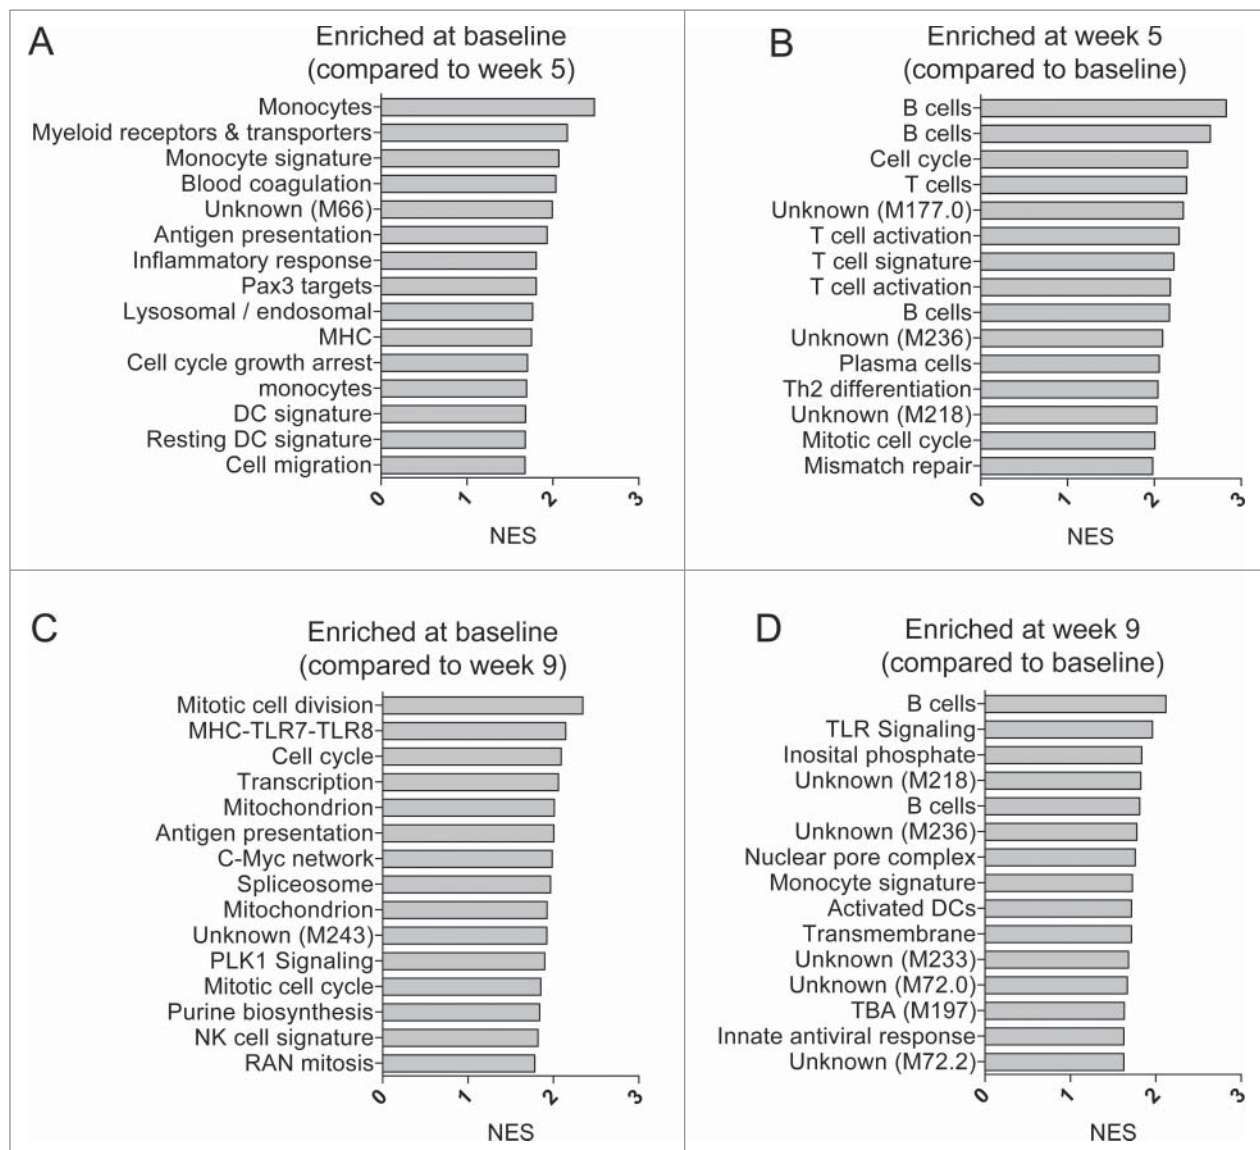 A
Enriched at baseline
(compared to week 5)
Monocytes
Myeloid receptors & transporters
Monocyte signature
Blood coagulation
Unknown (M66)
Antigen presentation
Inflammatory response
Pax3 targets
Lysosomal / endosomal
MHC
Cell cycle growth arrest
monocytes
DC signature
Resting DC signature
Cell migration
0 1 2 3
NES
B
Enriched at week 5
(compared to baseline)
B cells
B cells
Cell cycle
T cells
Unknown (M177.0)
T cell activation
T cell signature
T cell activation
B cells
Unknown (M236)
Plasma cells
Th2 differentiation
Unknown (M218)
Mitotic cell cycle
Mismatch repair
0 1 2 3
NES
C
Enriched at baseline
(compared to week 9)
Mitotic cell division
MHC-TLR7-TLR8
Cell cycle
Transcription
Mitochondrion
Antigen presentation
C-Myc network
Spliceosome
Mitochondrion
Unknown (M243)
PLK1 Signaling
Mitotic cell cycle
Purine biosynthesis
NK cell signature
RAN mitosis
0 1 2 3
NES
D
Enriched at week 9
(compared to baseline)
B cells
TLR Signaling
Inosital phosphate
Unknown (M218)
B cells
Unknown (M236)
Nuclear pore complex
Monocyte signature
Activated DCs
Transmembrane
Unknown (M233)
Unknown (M72.0)
TBA (M197)
Innate antiviral response
Unknown (M72.2)
0 1 2 3
NES